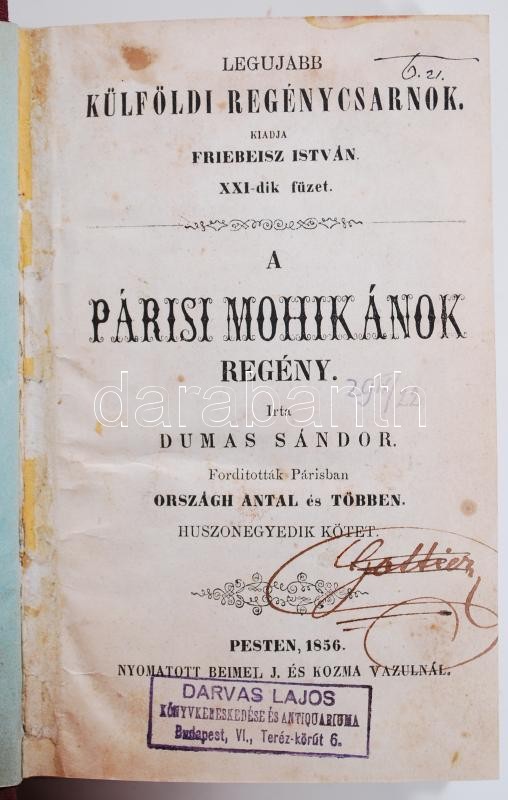 LEGUJABB
T. 21.
KÜLFÖLDI REGÉNYCSARNOK.
KIADJA
FRIEBEISZ ISTVÁN.
XXI-dik füzet.
A
PÁRISI MOHIKÁNOK
REGÉNY.
darabanth
Irta
DUMAS SÁNDOR.
Forditották Párisban
ORSZÁGH ANTAL és TÖBBEN.
HUSZONEGYEDIK KÖTET.
PESTEN, 1856.
NYOMATOTT BEIMEL J. ÉS KOZMA VAZULNÁL.
DARVAS LAJOS
KÖNYVKERESKEDÉSE ÉS ANTIQUARIUMA
Budapest, VI., Teréz-körút 6.